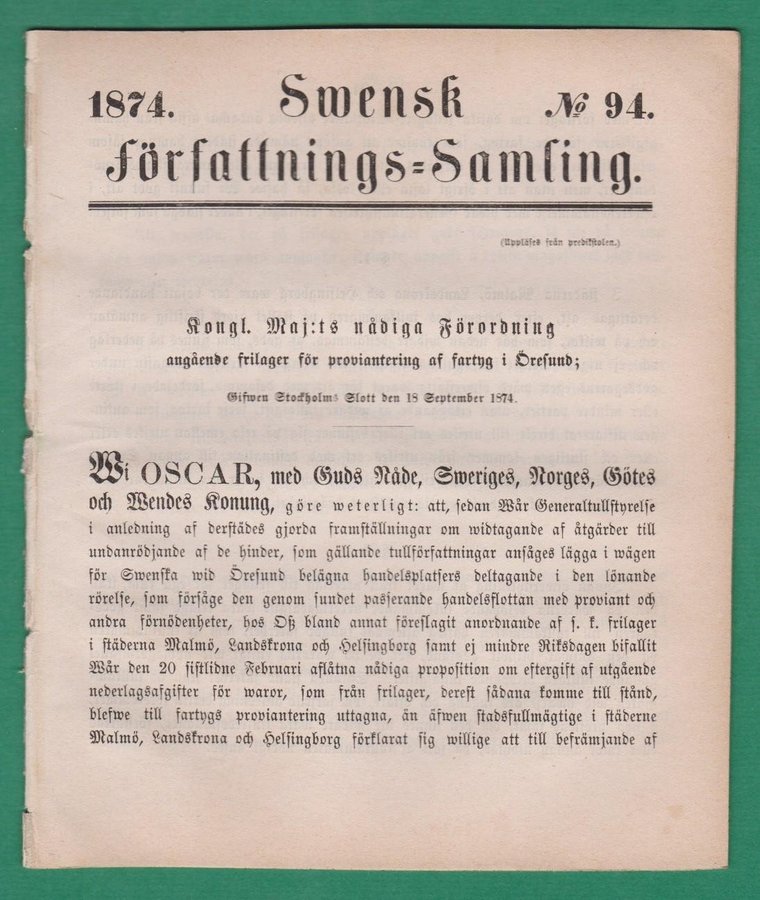 1874. Swensk № 94.
Författnings-Samling.
(Uppläses från predikstolen.)
Kongl. Maj:ts nådiga Förordning
angående frilager för proviantering af fartyg i Öresund;
Gifwen Stockholms Slott den 18 September 1874.
Wi OSCAR, med Guds Nåde, Sweriges, Norges, Götes
och Wendes Konung, göre weterligt: att, sedan Wår Generaltullstyrelse
i anledning af derstädes gjorda framställningar om widtagande af åtgärder till
undanrödjande af de hinder, som gällande tullförfattningar ansåges lägga i wägen
för Swenska wid Öresund belägna handelsplatsers deltagande i den lönande
rörelse, som försåge den genom sundet passerande handelsflottan med proviant och
andra förnödenheter, hos Oß bland annat föreslagit anordnande af s. k. frilager
i städerna Malmö, Landskrona och Helsingborg samt ej mindre Riksdagen bifallit
Wår den 20 sistlidne Februari aflåtna nådiga proposition om eftergift af utgående
nederlagsafgifter för waror, som från frilager, derest sådana komme till stånd,
blefwe till fartygs proviantering uttagna, än äfwen stadsfullmägtige i städerne
Malmö, Landskrona och Helsingborg förklarat sig willige att till befrämjande af